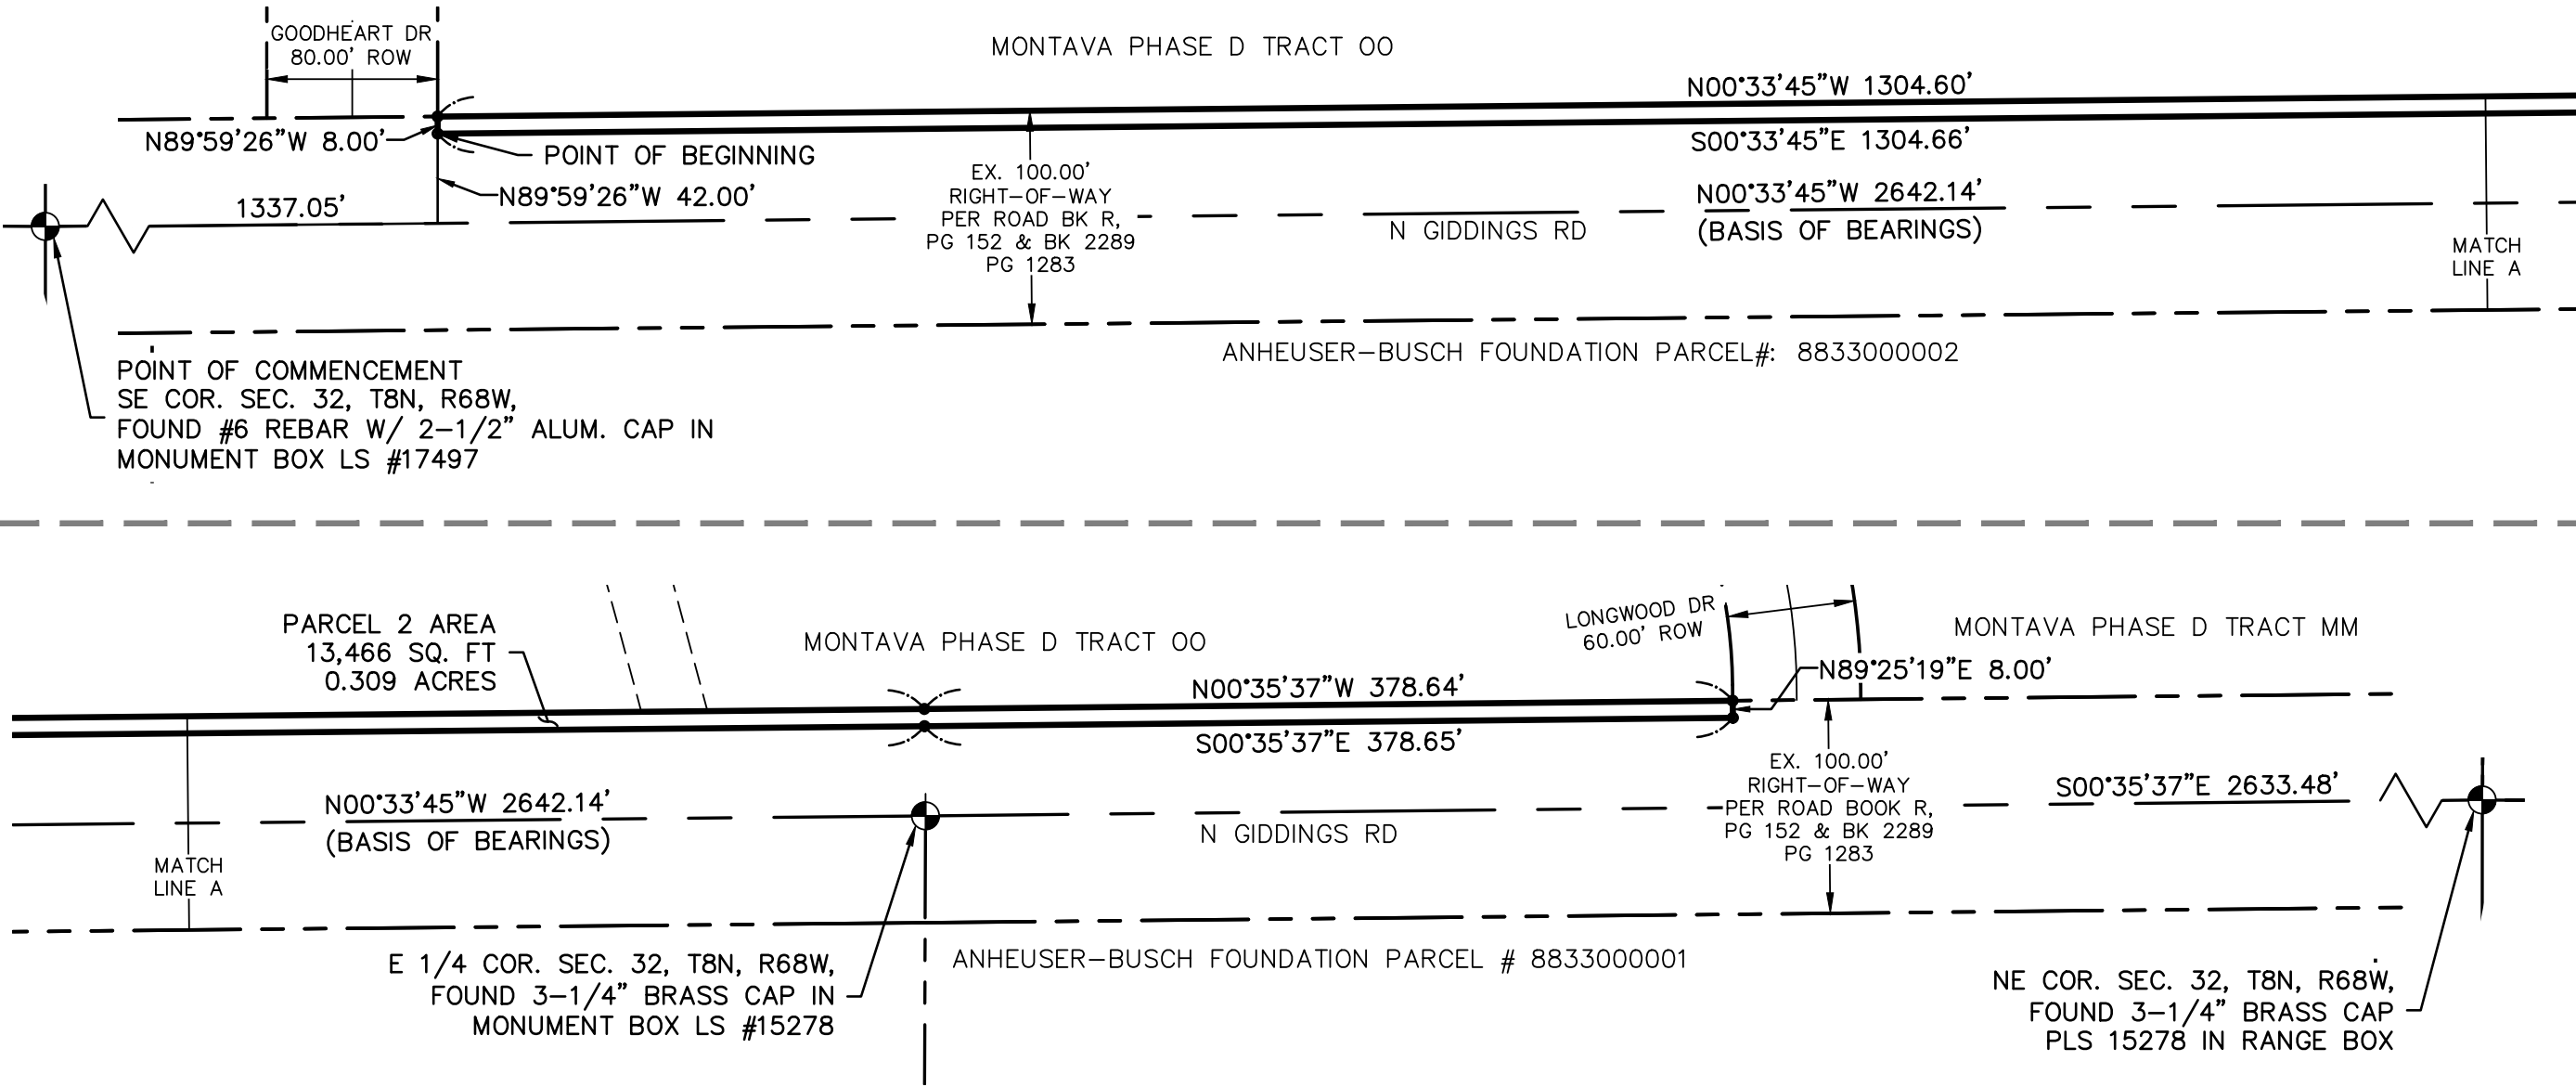 GOODHEART DR
80.00' ROW
MONTAVA PHASE D TRACT OO
N00°33'45"W 1304.60'
N89°59'26"W 8.00'
POINT OF BEGINNING
S00°33'45"E 1304.66'
EX. 100.00'
RIGHT-OF-WAY
PER ROAD BK R,
PG 152 & BK 2289
PG 1283
N89°59'26"W 42.00'
1337.05'
N00°33'45"W 2642.14'
(BASIS OF BEARINGS)
N GIDDINGS RD
MATCH
LINE A
ANHEUSER-BUSCH FOUNDATION PARCEL#: 8833000002
POINT OF COMMENCEMENT
SE COR. SEC. 32, T8N, R68W,
FOUND #6 REBAR W/ 2-1/2" ALUM. CAP IN
MONUMENT BOX LS #17497
PARCEL 2 AREA
13,466 SQ. FT
0.309 ACRES
MONTAVA PHASE D TRACT OO
LONGWOOD DR
60.00' ROW
MONTAVA PHASE D TRACT MM
N89°25'19"E 8.00'
N00°35'37"W 378.64'
S00°35'37"E 378.65'
EX. 100.00'
RIGHT-OF-WAY
PER ROAD BOOK R,
PG 152 & BK 2289
PG 1283
S00°35'37"E 2633.48'
N00°33'45"W 2642.14'
(BASIS OF BEARINGS)
N GIDDINGS RD
MATCH
LINE A
E 1/4 COR. SEC. 32, T8N, R68W,
FOUND 3-1/4" BRASS CAP IN
MONUMENT BOX LS #15278
ANHEUSER-BUSCH FOUNDATION PARCEL # 8833000001
NE COR. SEC. 32, T8N, R68W,
FOUND 3-1/4" BRASS CAP
PLS 15278 IN RANGE BOX